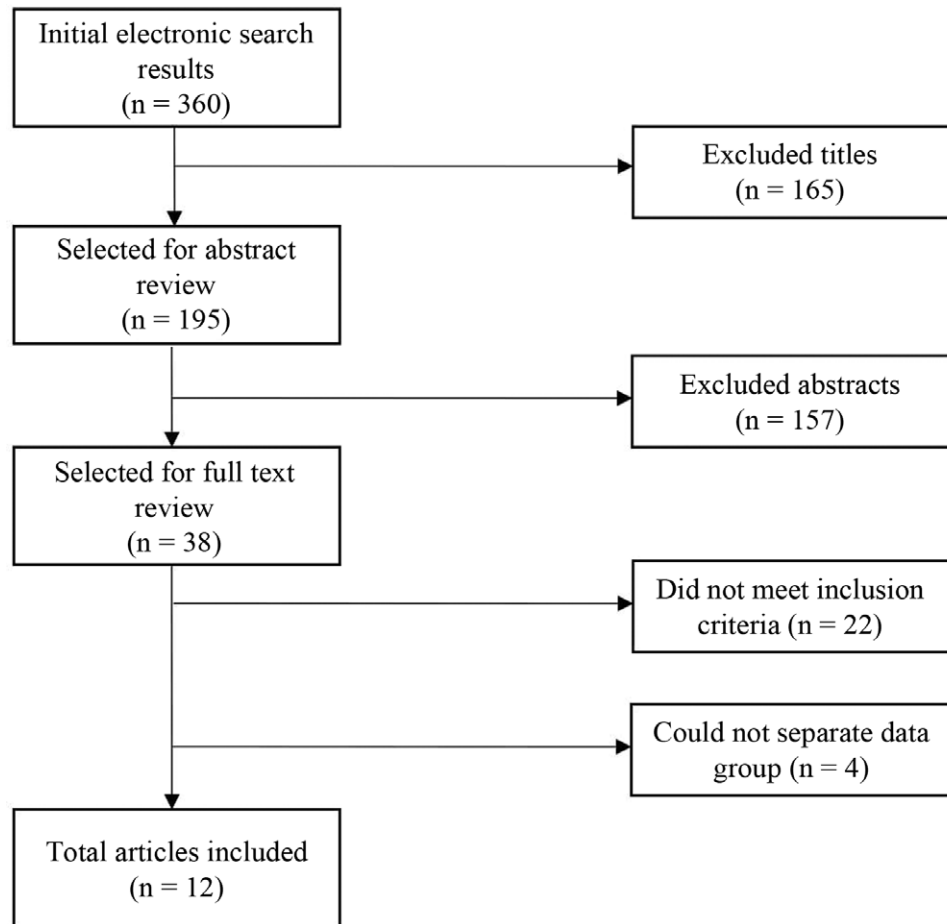 Initial electronic search
results
(n = 360)
Excluded titles
(n = 165)
Selected for abstract
review
(n = 195)
Excluded abstracts
(n = 157)
Selected for full text
review
(n = 38)
Did not meet inclusion
criteria (n = 22)
Could not separate data
group (n = 4)
Total articles included
(n = 12)